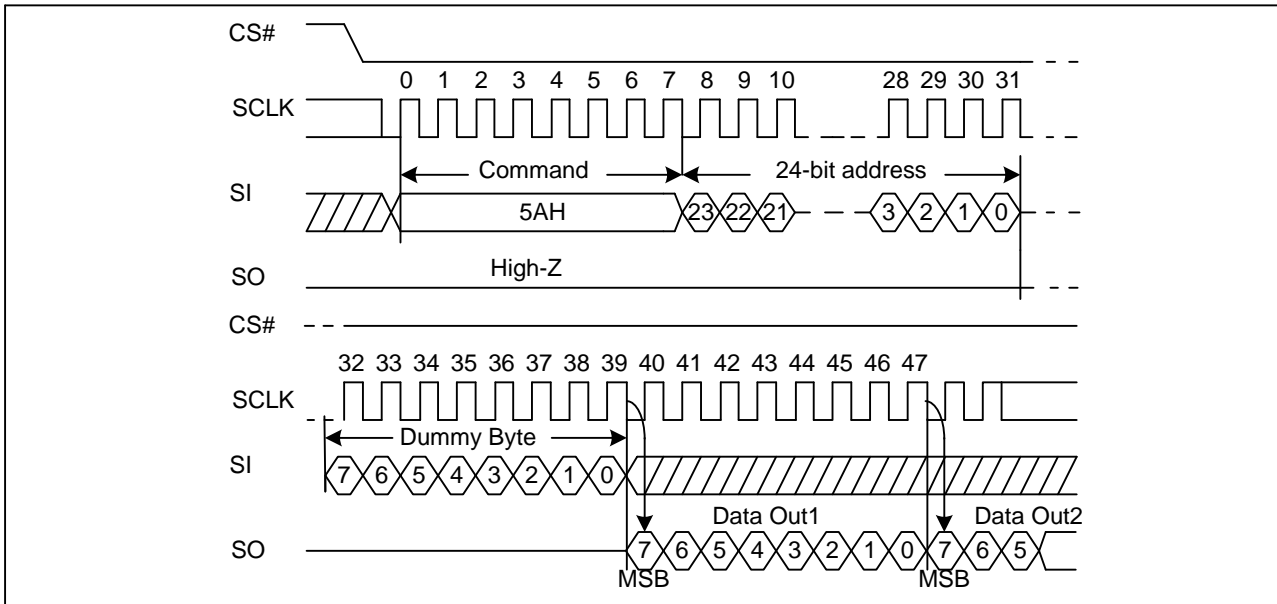 CS#
0 1 2 3 4 5 6 7 8 9 10 28 29 30 31
SCLK
Command 24-bit address
SI
5AH 23 22 21 3 2 1 0
High-Z
SO
CS#
32 33 34 35 36 37 38 39 40 41 42 43 44 45 46 47
SCLK
Dummy Byte
SI
7 6 5 4 3 2 1 0
Data Out1 Data Out2
SO
7 6 5 4 3 2 1 0 7 6 5
MSB MSB